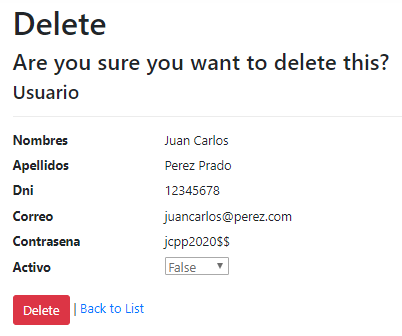 Delete
Are you sure you want to delete this?
Usuario
Nombres Juan Carlos
Apellidos Perez Prado
Dni 12345678
Correo juancarlos@perez.com
Contrasena jcpp2020$$
Activo False
Delete | Back to List